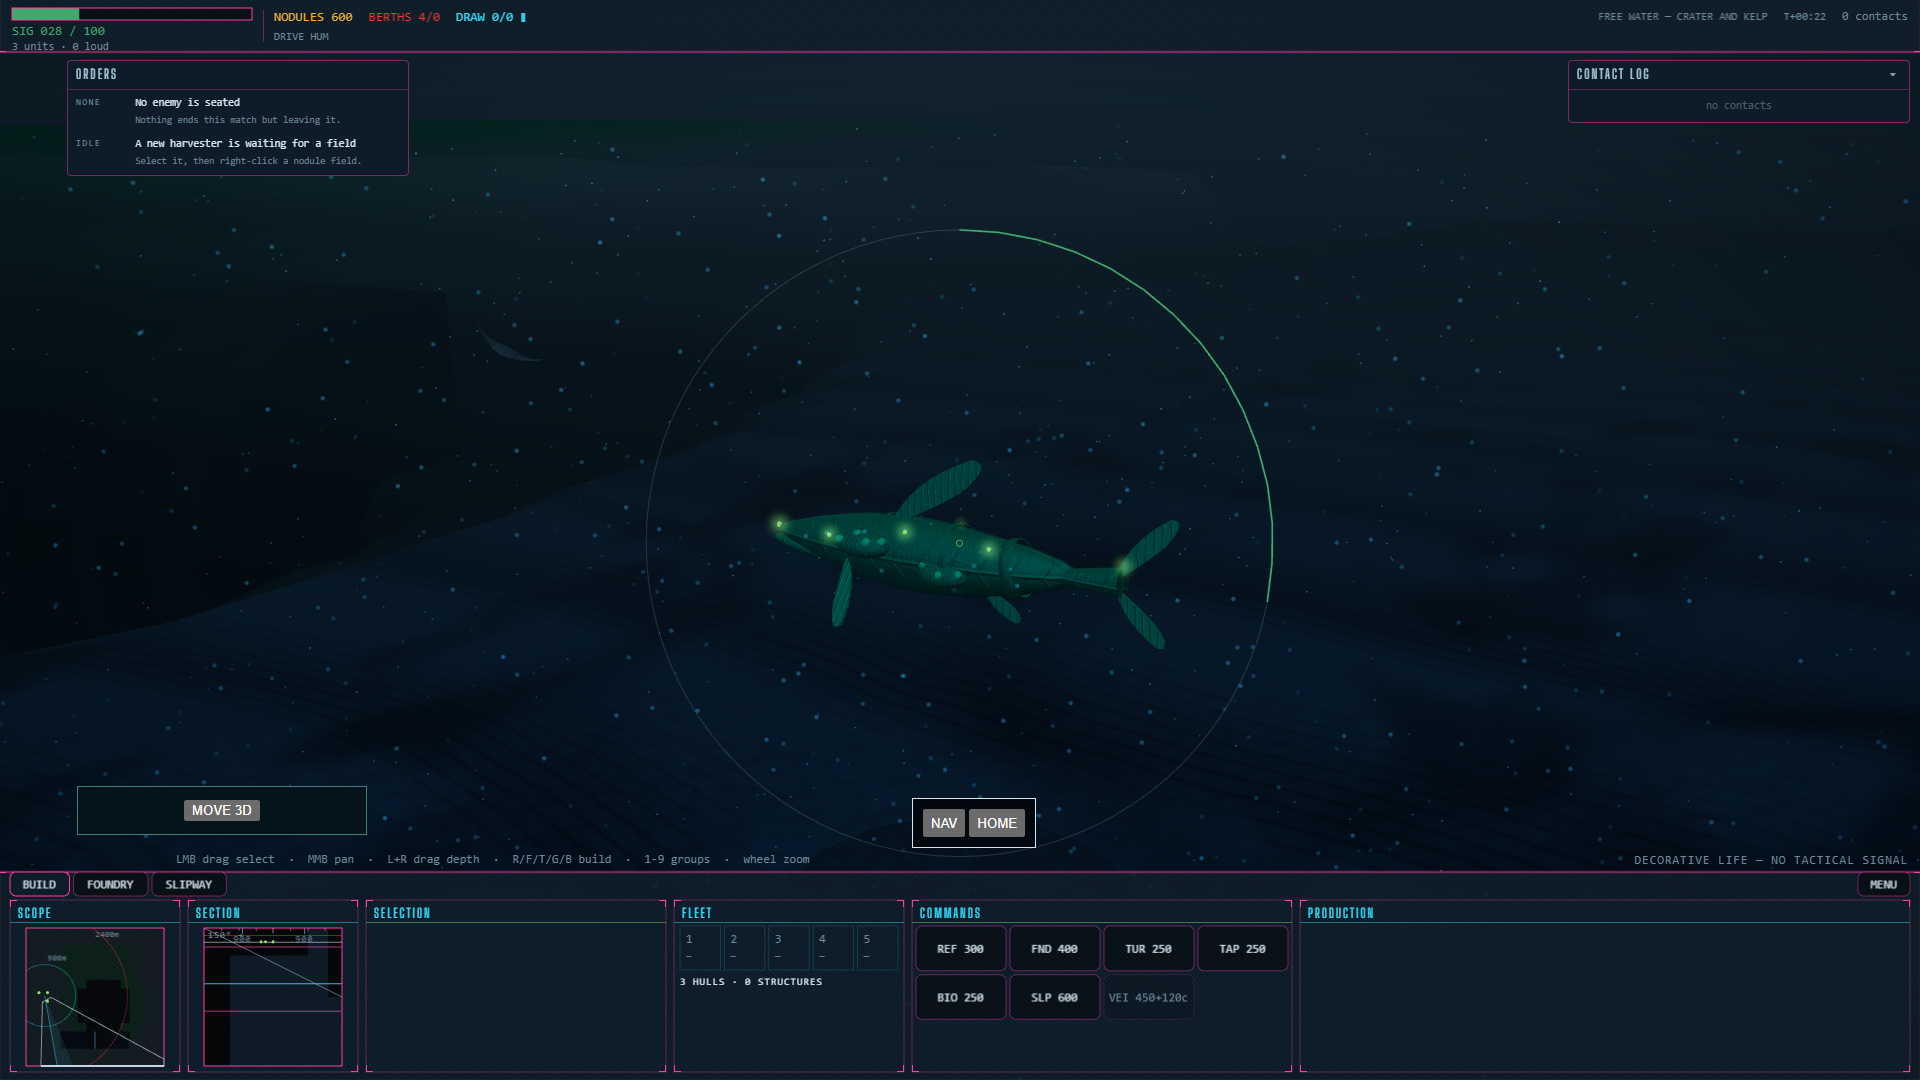 SIG 028 / 100
3 units · 0 loud
NODULES 600 BERTHS 4/0 DRAW 0/0
DRIVE HUM
FREE WATER — CRATER AND KELP T+00:22 0 contacts
ORDERS
NONE No enemy is seated
Nothing ends this match but leaving it.
IDLE A new harvester is waiting for a field
Select it, then right-click a nodule field.
CONTACT LOG
no contacts
MOVE 3D
NAV HOME
LMB drag select · MMB pan · L+R drag depth · R/F/T/G/B build · 1-9 groups · wheel zoom
DECORATIVE LIFE — NO TACTICAL SIGNAL
BUILD FOUNDRY SLIPWAY MENU
SCOPE
2400m
900m
SECTION
150°
900 900
SELECTION
FLEET
1 2 3 4 5
– – – – –
3 HULLS · 0 STRUCTURES
COMMANDS
REF 300 FND 400 TUR 250 TAP 250
BIO 250 SLP 600 VEI 450+120c
PRODUCTION